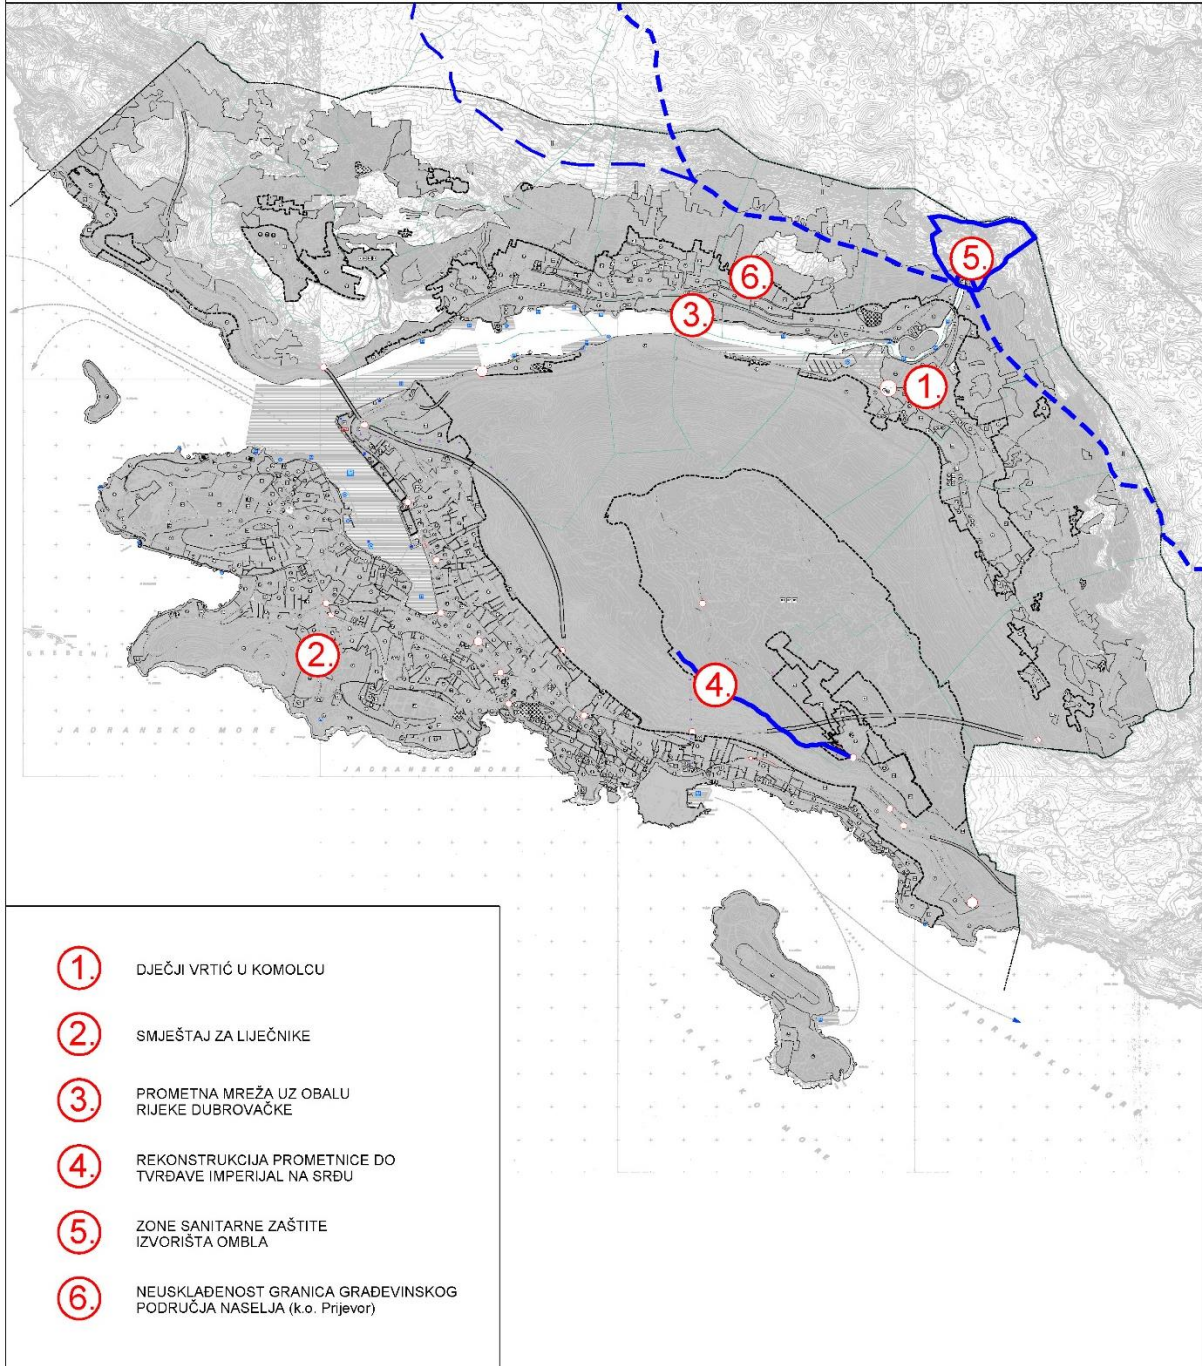 6.
5.
3.
1.
2.
4.
JADRANSKO MORE
JADRANSKO MORE
JADRANSKO MORE
JADRANSKO MORE
1. DJEČJI VRTIĆ U KOMOLCU
2. SMJEŠTAJ ZA LIJEČNIKE
3. PROMETNA MREŽA UZ OBALU
RIJEKE DUBROVAČKE
4. REKONSTRUKCIJA PROMETNICE DO
TVRĐAVE IMPERIJAL NA SRĐU
5. ZONE SANITARNE ZAŠTITE
IZVORIŠTA OMBLA
6. NEUSKLAĐENOST GRANICA GRAĐEVINSKOG
PODRUČJA NASELJA (k.o. Prijevor)